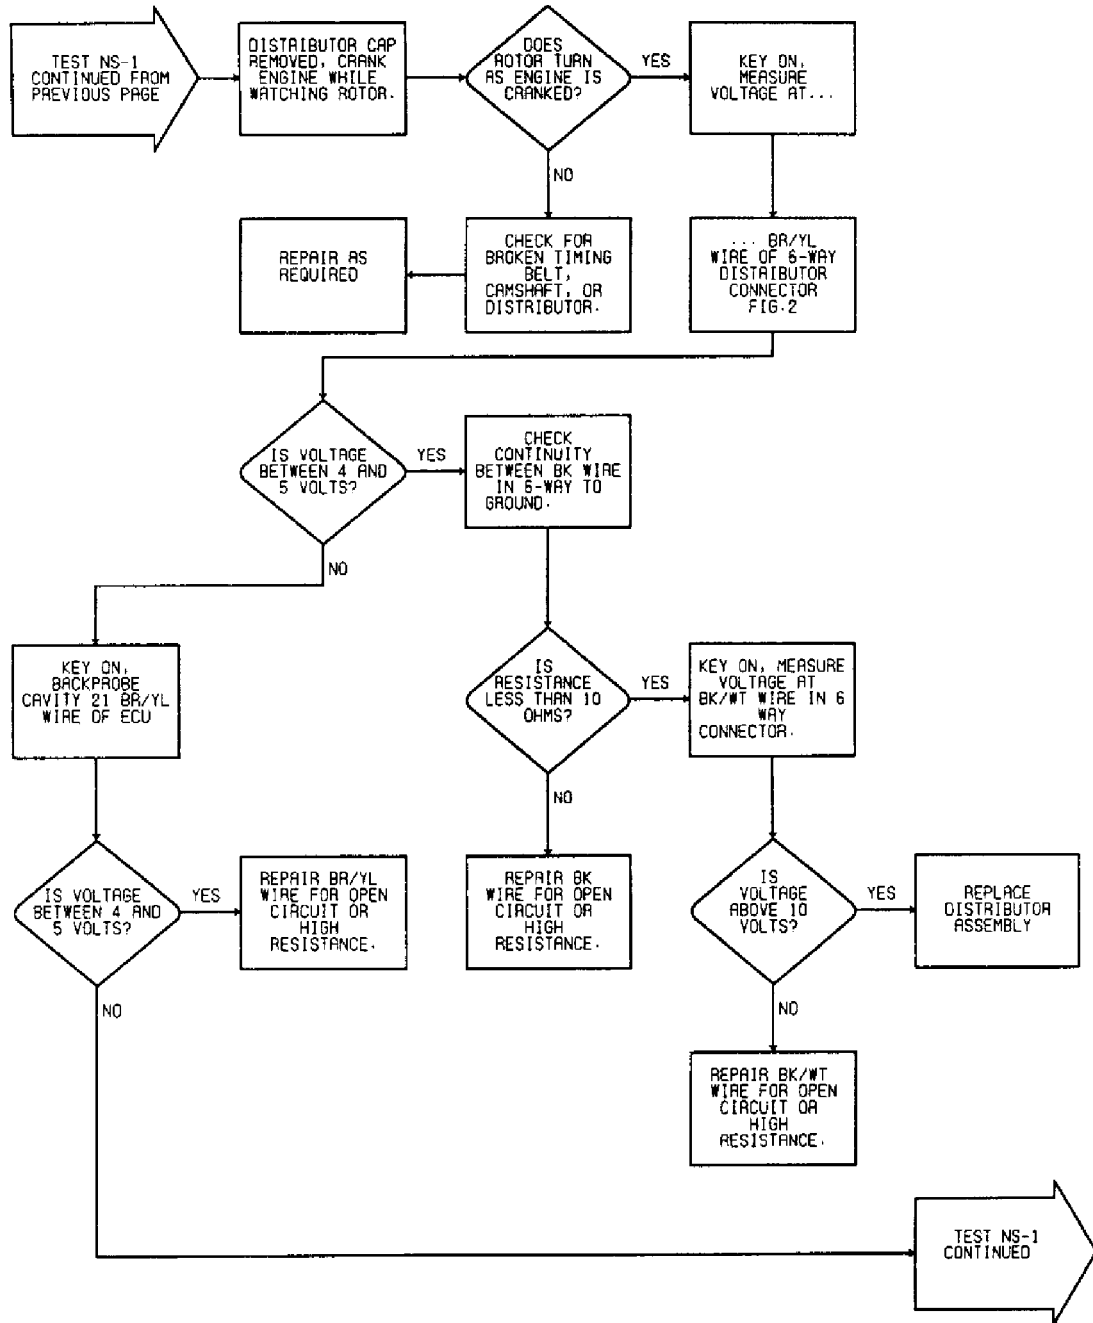 TEST NS-1
CONTINUED FROM
PREVIOUS PAGE
DISTRIBUTOR CAP
REMOVED, CRANK
ENGINE WHILE
WATCHING ROTOR.
DOES
ROTOR TURN
AS ENGINE IS
CRANKED?
YES
KEY ON,
MEASURE
VOLTAGE AT...
NO
REPAIR AS
REQUIRED
CHECK FOR
BROKEN TIMING
BELT,
CAMSHAFT, OR
DISTRIBUTOR.
... BR/YL
WIRE OF 6-WAY
DISTRIBUTOR
CONNECTOR
FIG.2
IS VOLTAGE
BETWEEN 4 AND
5 VOLTS?
YES
CHECK
CONTINUITY
BETWEEN BK WIRE
IN 6-WAY TO
GROUND.
NO
KEY ON,
BACKPROBE
CAVITY 21 BR/YL
WIRE OF ECU
IS
RESISTANCE
LESS THAN 10
OHMS?
YES
KEY ON, MEASURE
VOLTAGE AT
BK/WT WIRE IN 6
WAY
CONNECTOR.
NO
IS VOLTAGE
BETWEEN 4 AND
5 VOLTS?
YES
REPAIR BR/YL
WIRE FOR OPEN
CIRCUIT OR
HIGH
RESISTANCE.
REPAIR BK
WIRE FOR OPEN
CIRCUIT OR
HIGH
RESISTANCE.
IS
VOLTAGE
ABOVE 10
VOLTS?
YES
REPLACE
DISTRIBUTOR
ASSEMBLY
NO
NO
REPAIR BK/WT
WIRE FOR OPEN
CIRCUIT OR
HIGH
RESISTANCE.
TEST NS-1
CONTINUED